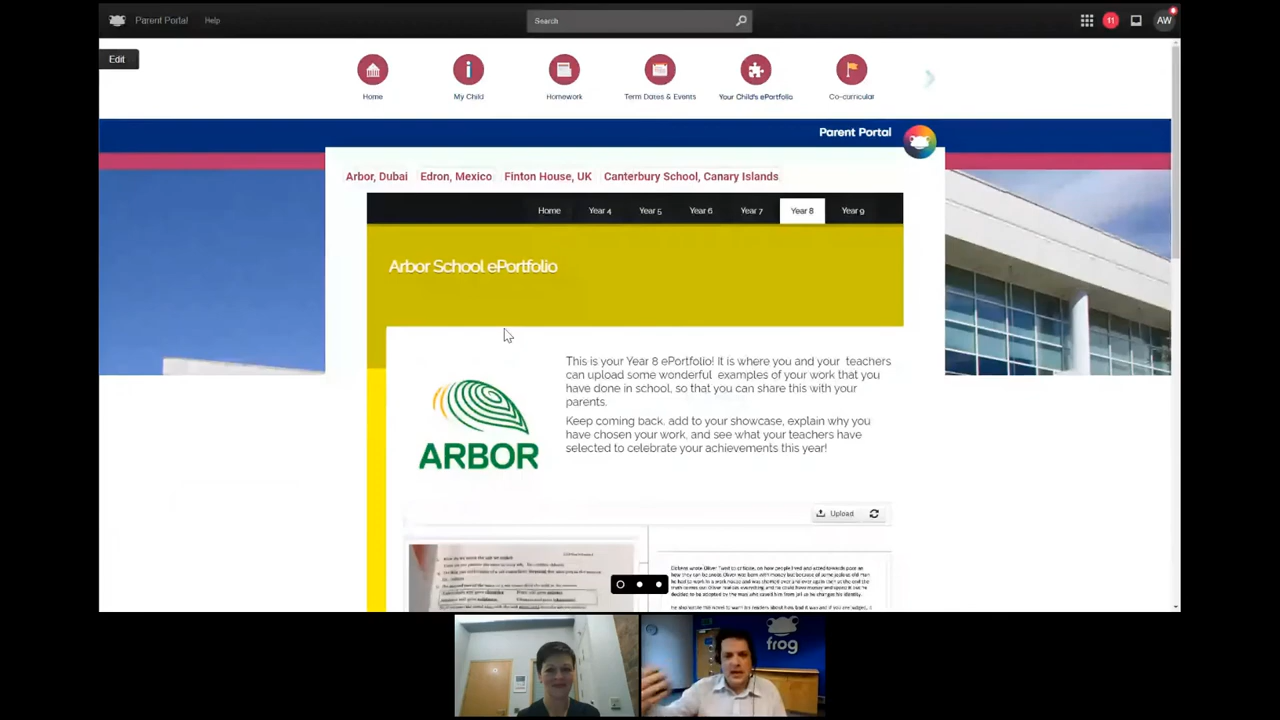 Parent Portal Help Search 11 AW
Edit
Home My Child Homework Term Dates & Events Your Child's ePortfolio Co-curricular
Parent Portal
Arbor, Dubai Edron, Mexico Finton House, UK Canterbury School, Canary Islands
Home Year 4 Year 5 Year 6 Year 7 Year 8 Year 9
Arbor School ePortfolio
This is your Year 8 ePortfolio! It is where you and your teachers
can upload some wonderful examples of your work that you
have done in school, so that you can share this with your
parents.
Keep coming back, add to your showcase, explain why you
have chosen your work, and see what your teachers have
selected to celebrate your achievements this year!
ARBOR
Upload
frog